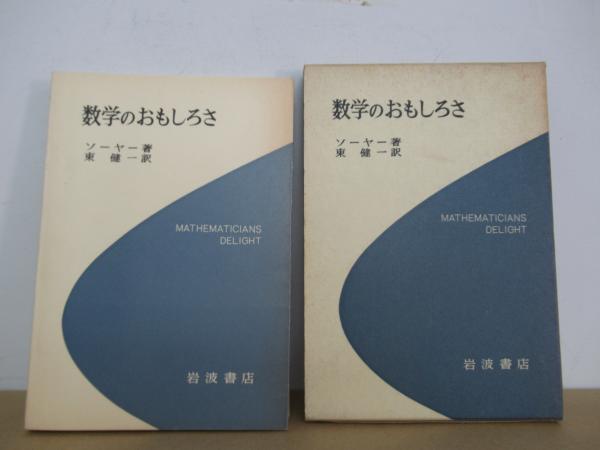 数学のおもしろさ
ソーヤー著
東健一訳
MATHEMATICIANS
DELIGHT
岩波書店
数学のおもしろさ
ソーヤー著
東健一訳
MATHEMATICIANS
DELIGHT
岩波書店